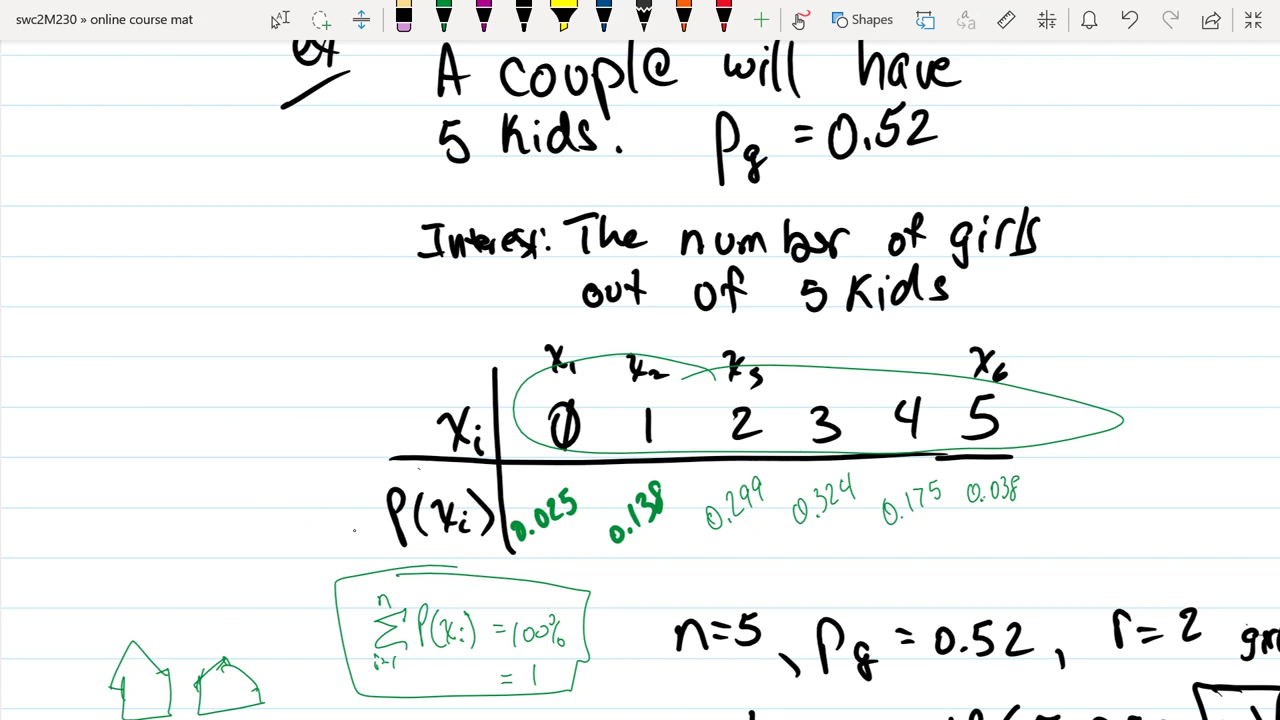 swc2M230 » online course mat
Shapes
ex
A couple will have
5 kids. Pg = 0.52
Interest: The number of girls
out of 5 kids
x₁ x₂ x₃ x₆
xᵢ 0 1 2 3 4 5
P(xᵢ) 0.025 0.138 0.299 0.324 0.175 0.038
n
∑ P(xᵢ) = 100%
i=1
= 1
n=5, Pg = 0.52, r=2